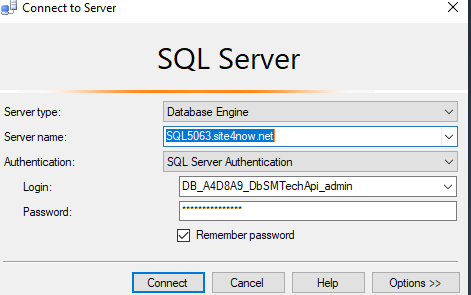 Connect to Server
SQL Server
Server type: Database Engine
Server name: SQL5063.site4now.net
Authentication: SQL Server Authentication
Login: DB_A4D8A9_DbSMTechApi_admin
Password: ***************
Remember password
Connect Cancel Help Options >>